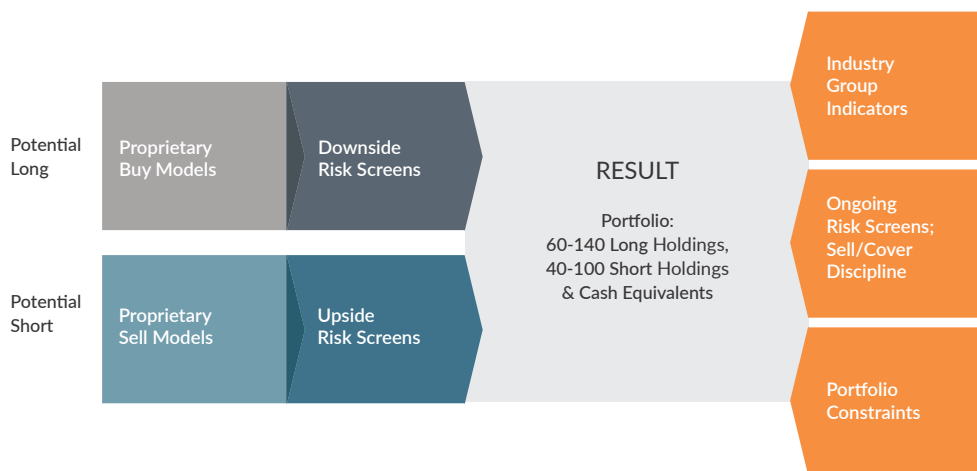 Potential
Long
Proprietary
Buy Models
Downside
Risk Screens
Potential
Short
Proprietary
Sell Models
Upside
Risk Screens
RESULT
Portfolio:
60-140 Long Holdings,
40-100 Short Holdings
& Cash Equivalents
Industry
Group
Indicators
Ongoing
Risk Screens;
Sell/Cover
Discipline
Portfolio
Constraints